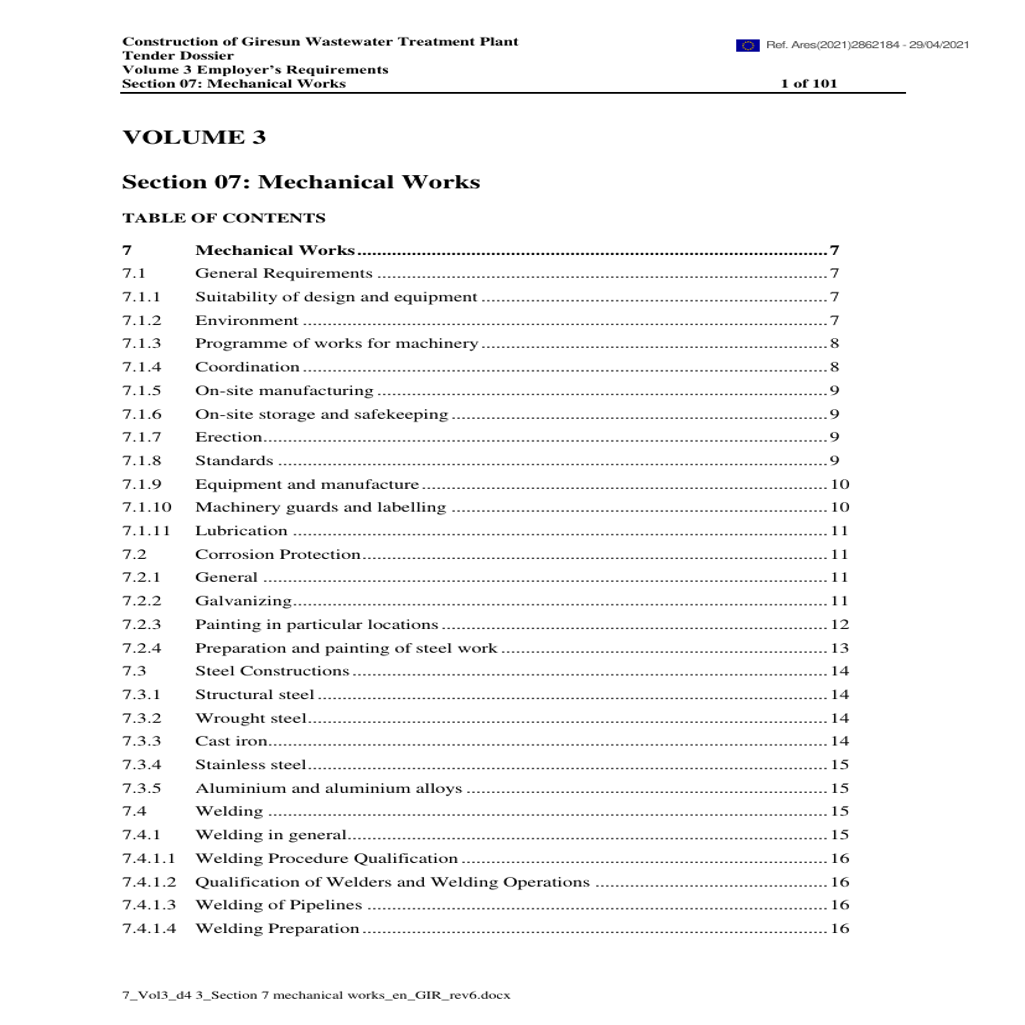 Construction of Giresun Wastewater Treatment Plant
Ref. Ares(2021)2862184 - 29/04/2021
Tender Dossier
Volume 3 Employer's Requirements
Section 07: Mechanical Works 1 of 101
VOLUME 3
Section 07: Mechanical Works
TABLE OF CONTENTS
7 Mechanical Works 7
7.1 General Requirements 7
7.1.1 Suitability of design and equipment 7
7.1.2 Environment 7
7.1.3 Programme of works for machinery 8
7.1.4 Coordination 8
7.1.5 On-site manufacturing 9
7.1.6 On-site storage and safekeeping 9
7.1.7 Erection 9
7.1.8 Standards 9
7.1.9 Equipment and manufacture 10
7.1.10 Machinery guards and labelling 10
7.1.11 Lubrication 11
7.2 Corrosion Protection 11
7.2.1 General 11
7.2.2 Galvanizing 11
7.2.3 Painting in particular locations 12
7.2.4 Preparation and painting of steel work 13
7.3 Steel Constructions 14
7.3.1 Structural steel 14
7.3.2 Wrought steel 14
7.3.3 Cast iron 14
7.3.4 Stainless steel 15
7.3.5 Aluminium and aluminium alloys 15
7.4 Welding 15
7.4.1 Welding in general 15
7.4.1.1 Welding Procedure Qualification 16
7.4.1.2 Qualification of Welders and Welding Operations 16
7.4.1.3 Welding of Pipelines 16
7.4.1.4 Welding Preparation 16
7_Vol3_d4 3_Section 7 mechanical works_en_GIR_rev6.docx